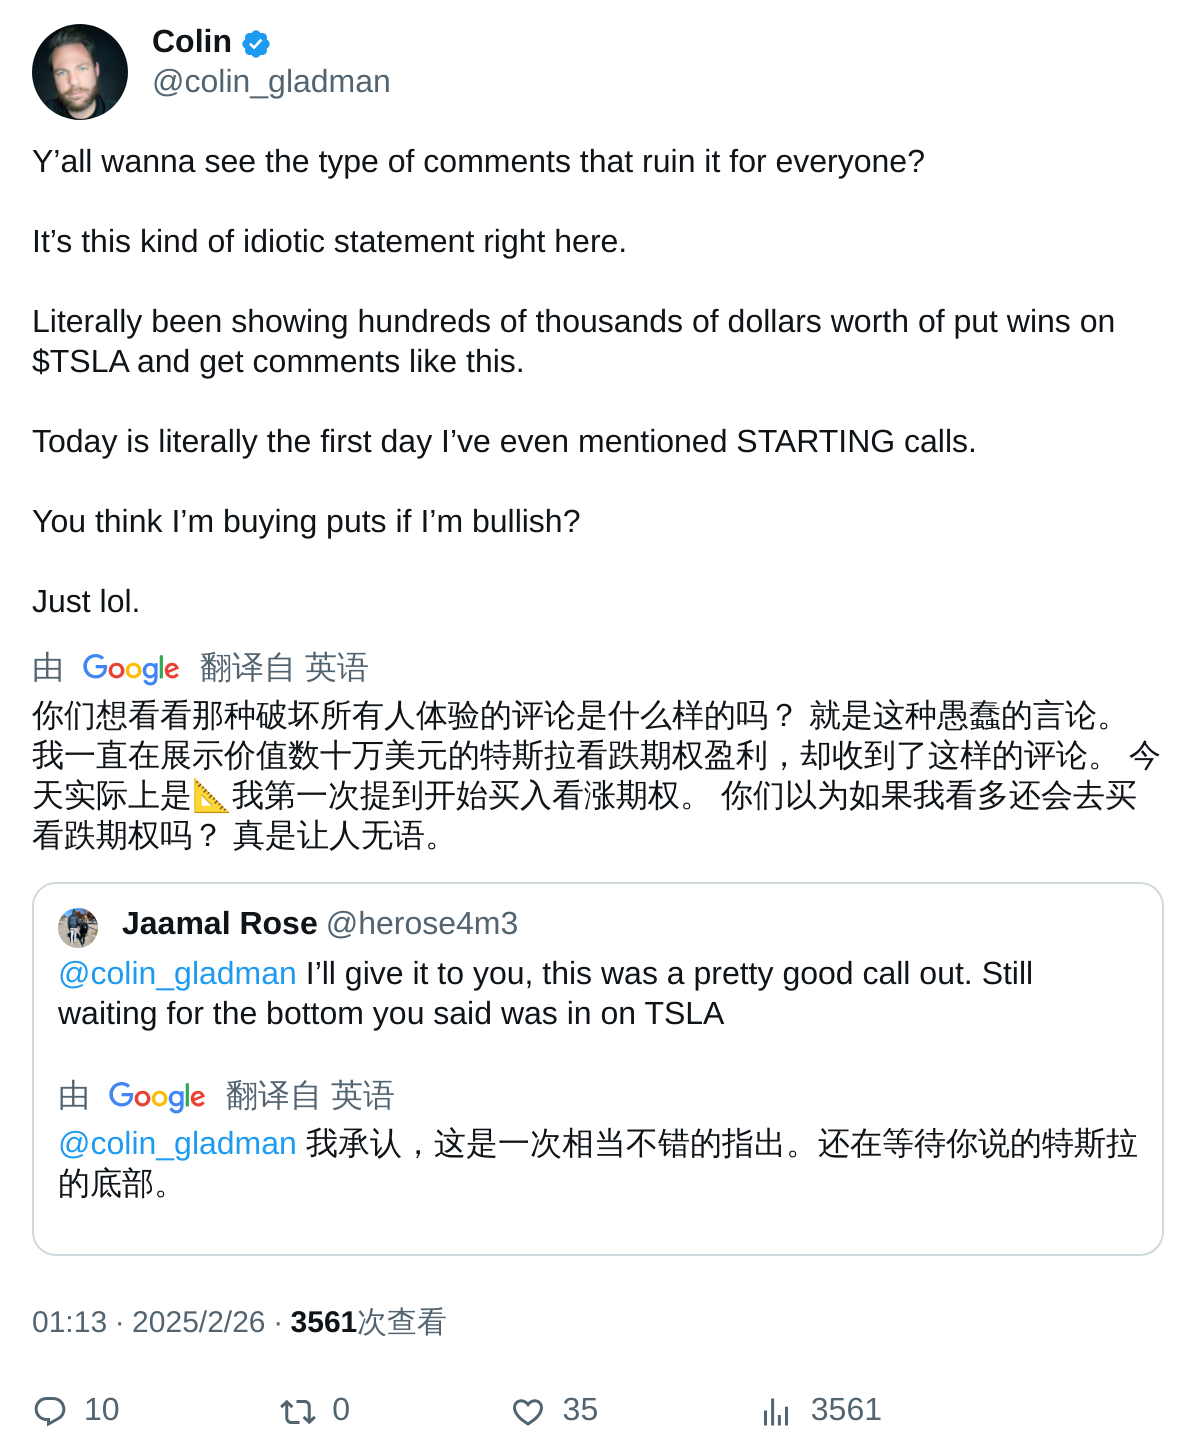 Colin
@colin_gladman
Y’all wanna see the type of comments that ruin it for everyone?
It’s this kind of idiotic statement right here.
Literally been showing hundreds of thousands of dollars worth of put wins on
$TSLA and get comments like this.
Today is literally the first day I’ve even mentioned STARTING calls.
You think I’m buying puts if I’m bullish?
Just lol.
由 Google 翻译自 英语
你们想看看那种破坏所有人体验的评论是什么样的吗？ 就是这种愚蠢的言论。
我一直在展示价值数十万美元的特斯拉看跌期权盈利，却收到了这样的评论。 今
天实际上是📐我第一次提到开始买入看涨期权。 你们以为如果我看多还会去买
看跌期权吗？ 真是让人无语。
Jaamal Rose @herose4m3
@colin_gladman I’ll give it to you, this was a pretty good call out. Still
waiting for the bottom you said was in on TSLA
由 Google 翻译自 英语
@colin_gladman 我承认，这是一次相当不错的指出。还在等待你说的特斯拉
的底部。
01:13 · 2025/2/26 · 3561次查看
10 0 35 3561